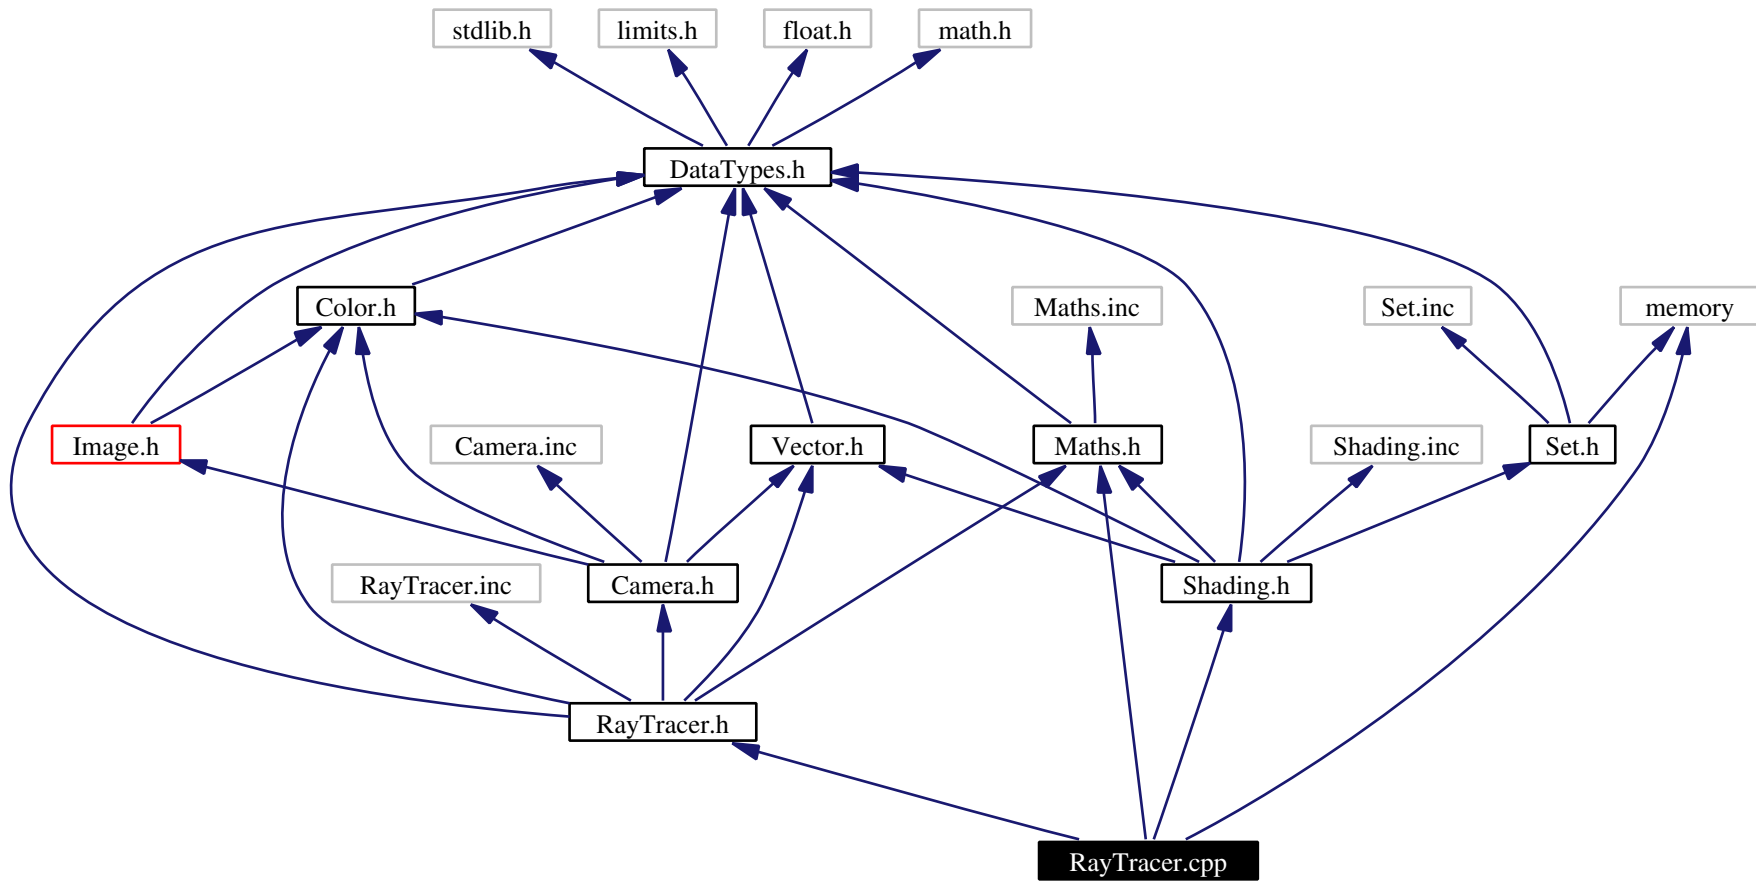 stdlib.h
limits.h
float.h
math.h
DataTypes.h
Color.h
Maths.inc
Set.inc
memory
Image.h
Camera.inc
Vector.h
Maths.h
Shading.inc
Set.h
RayTracer.inc
Camera.h
Shading.h
RayTracer.h
RayTracer.cpp